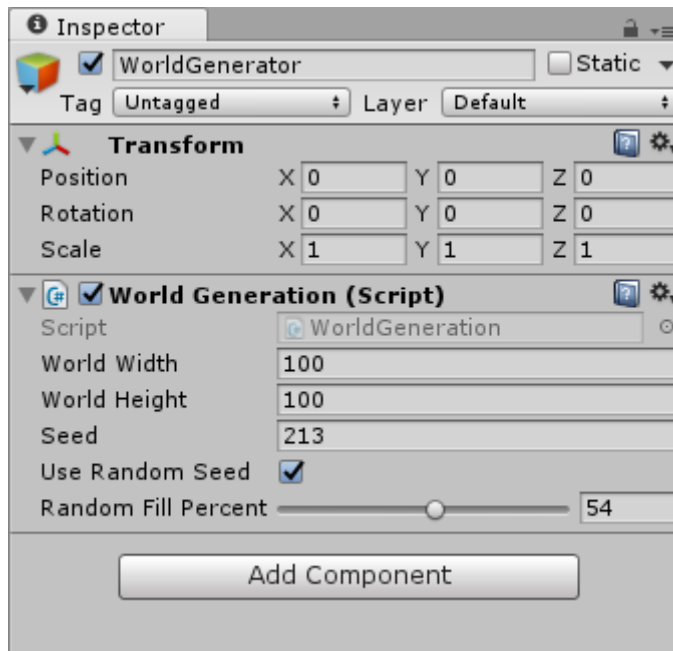 Inspector
WorldGenerator Static
Tag Untagged Layer Default
Transform
Position X 0 Y 0 Z 0
Rotation X 0 Y 0 Z 0
Scale X 1 Y 1 Z 1
C# World Generation (Script)
Script WorldGeneration
World Width 100
World Height 100
Seed 213
Use Random Seed
Random Fill Percent 54
Add Component